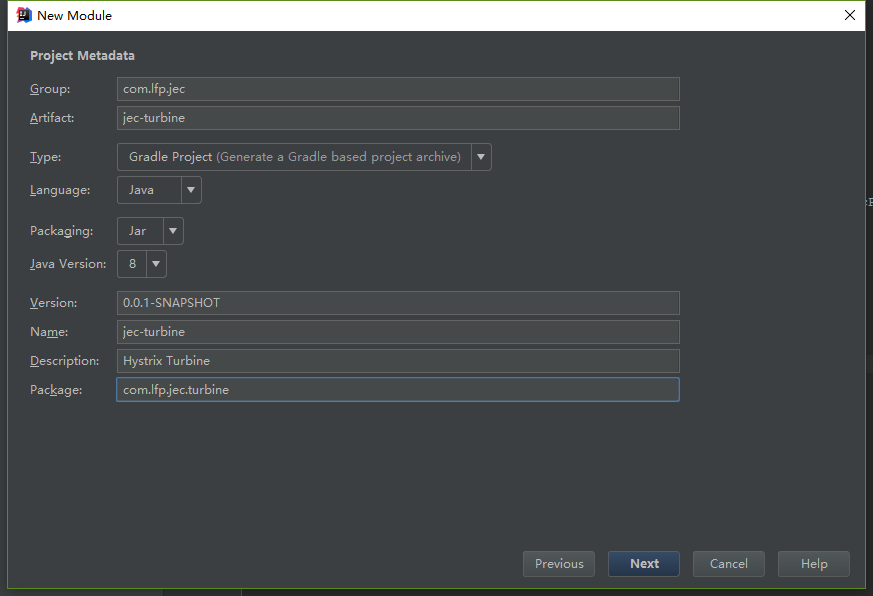 New Module
Project Metadata
Group: com.lfp.jec
Artifact: jec-turbine
Type: Gradle Project (Generate a Gradle based project archive)
Language: Java
Packaging: Jar
Java Version: 8
Version: 0.0.1-SNAPSHOT
Name: jec-turbine
Description: Hystrix Turbine
Package: com.lfp.jec.turbine
Previous Next Cancel Help